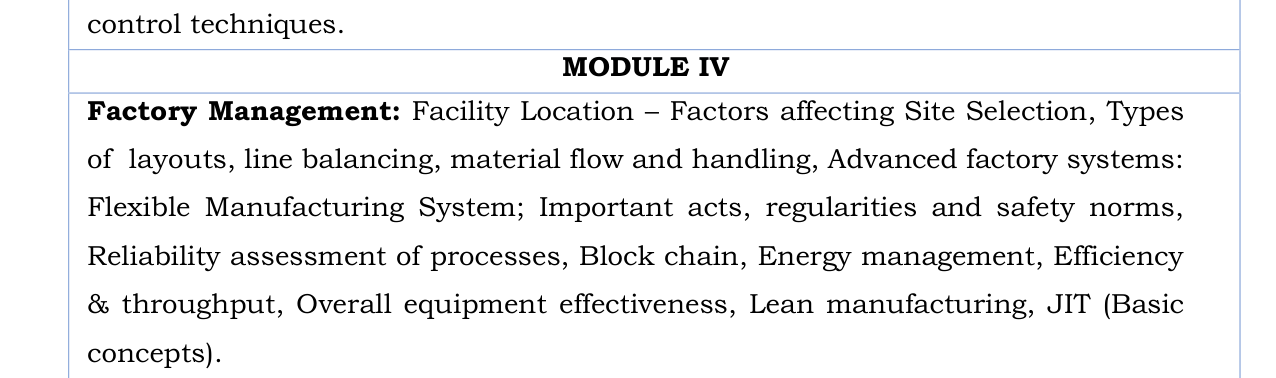 control techniques.
MODULE IV
Factory Management: Facility Location – Factors affecting Site Selection, Types
of layouts, line balancing, material flow and handling, Advanced factory systems:
Flexible Manufacturing System; Important acts, regularities and safety norms,
Reliability assessment of processes, Block chain, Energy management, Efficiency
& throughput, Overall equipment effectiveness, Lean manufacturing, JIT (Basic
concepts).